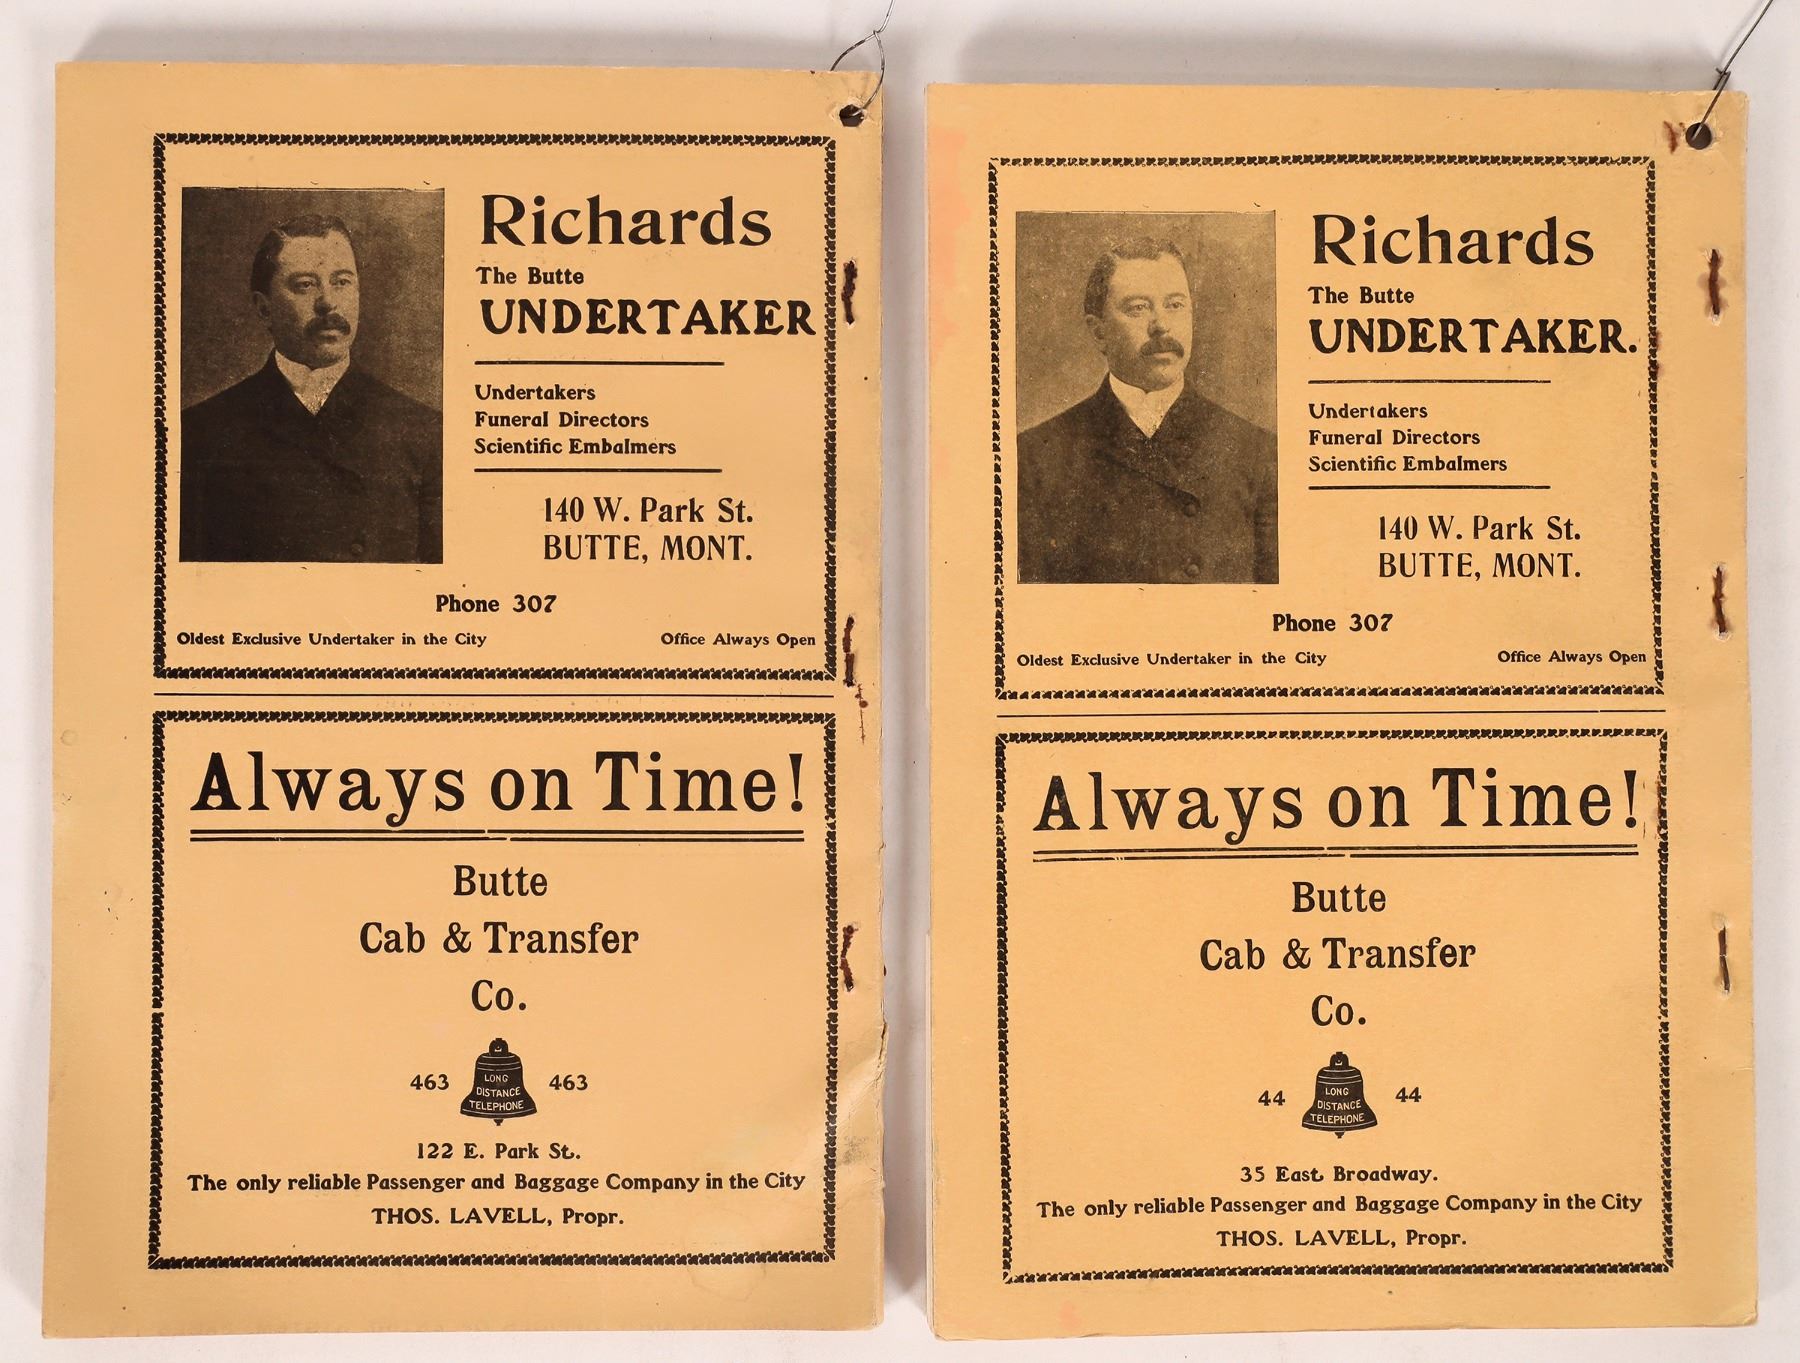 Richards
The Butte
UNDERTAKER
Undertakers
Funeral Directors
Scientific Embalmers
140 W. Park St.
BUTTE, MONT.
Phone 307
Oldest Exclusive Undertaker in the City
Office Always Open
Always on Time!
Butte
Cab & Transfer
Co.
463 463
LONG
DISTANCE
TELEPHONE
122 E. Park St.
The only reliable Passenger and Baggage Company in the City
THOS. LAVELL, Propr.
Richards
The Butte
UNDERTAKER.
Undertakers
Funeral Directors
Scientific Embalmers
140 W. Park St.
BUTTE, MONT.
Phone 307
Oldest Exclusive Undertaker in the City
Office Always Open
Always on Time!
Butte
Cab & Transfer
Co.
44 44
LONG
DISTANCE
TELEPHONE
35 East Broadway.
The only reliable Passenger and Baggage Company in the City
THOS. LAVELL, Propr.